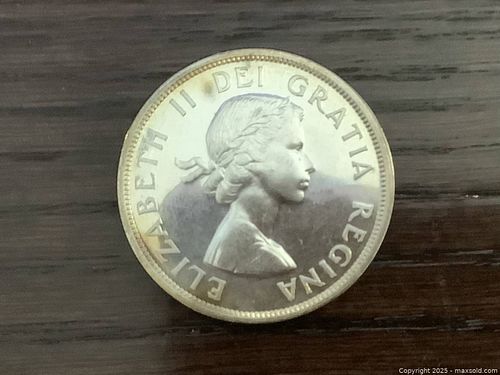 ELIZABETH II DEI GRATIA REGINA
Copyright 2025 - maxsold.com